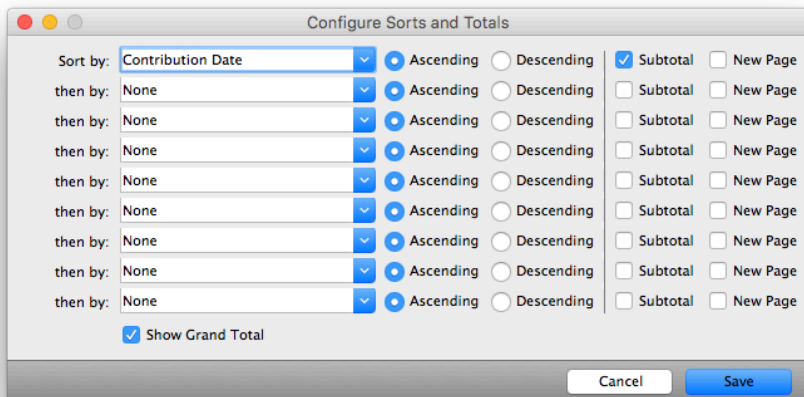 Configure Sorts and Totals
Sort by: Contribution Date Ascending Descending Subtotal New Page
then by: None Ascending Descending Subtotal New Page
then by: None Ascending Descending Subtotal New Page
then by: None Ascending Descending Subtotal New Page
then by: None Ascending Descending Subtotal New Page
then by: None Ascending Descending Subtotal New Page
then by: None Ascending Descending Subtotal New Page
then by: None Ascending Descending Subtotal New Page
then by: None Ascending Descending Subtotal New Page
Show Grand Total
Cancel Save